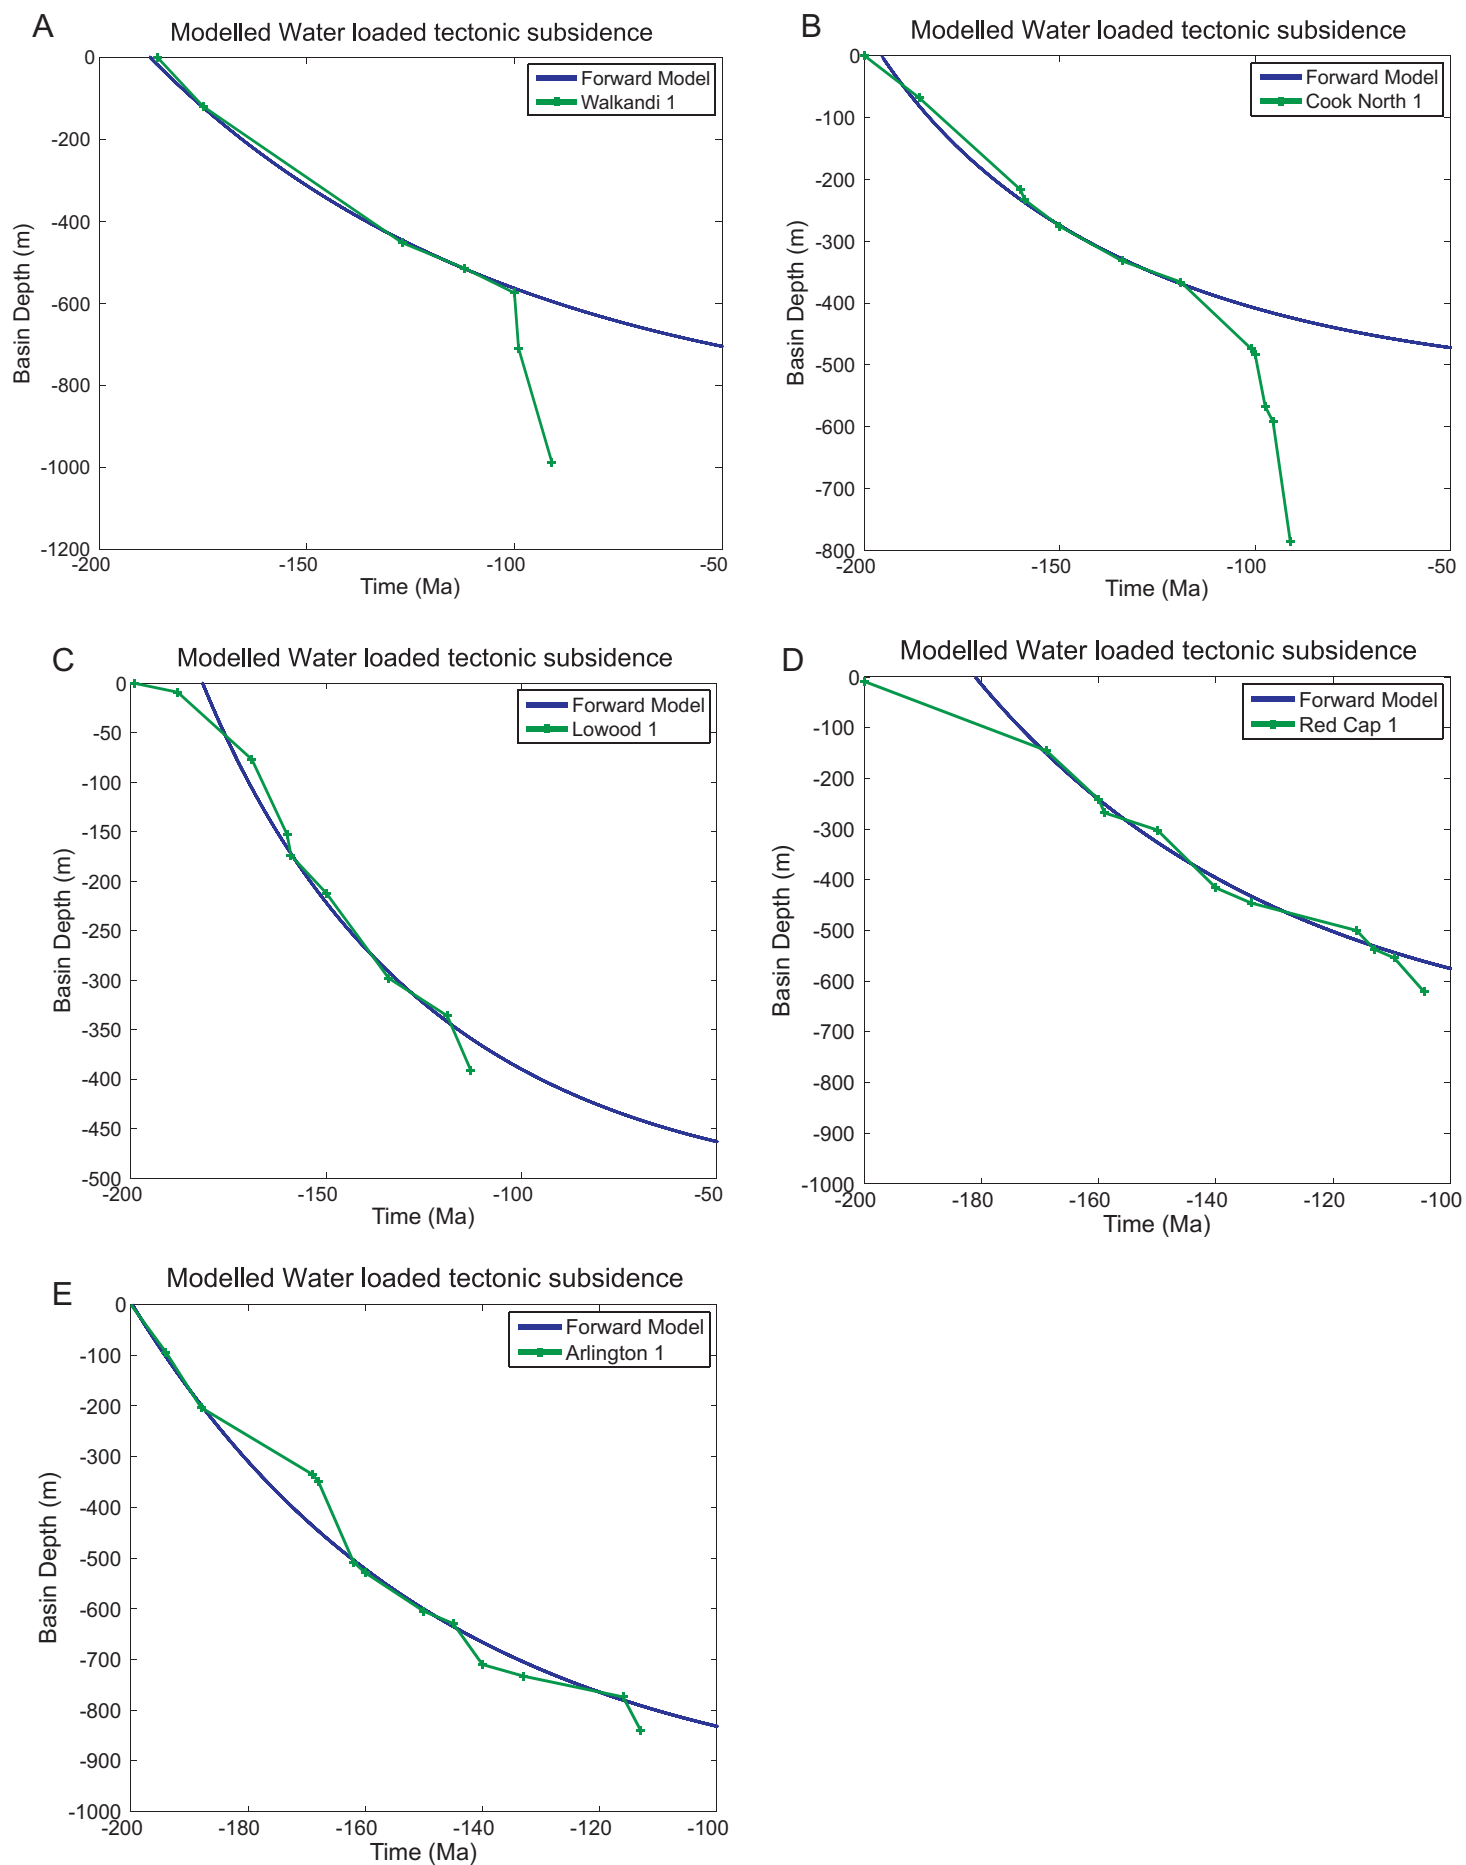 A
Modelled Water loaded tectonic subsidence
Forward Model
Walkandi 1
0
-200
-400
-600
-800
-1000
-1200
Basin Depth (m)
-200
-150
-100
-50
Time (Ma)
B
Modelled Water loaded tectonic subsidence
Forward Model
Cook North 1
0
-100
-200
-300
-400
-500
-600
-700
-800
Basin Depth (m)
-200
-150
-100
-50
Time (Ma)
C
Modelled Water loaded tectonic subsidence
Forward Model
Lowood 1
0
-50
-100
-150
-200
-250
-300
-350
-400
-450
-500
Basin Depth (m)
-200
-150
-100
-50
Time (Ma)
D
Modelled Water loaded tectonic subsidence
Forward Model
Red Cap 1
0
-100
-200
-300
-400
-500
-600
-700
-800
-900
-1000
Basin Depth (m)
-200
-180
-160
-140
-120
-100
Time (Ma)
E
Modelled Water loaded tectonic subsidence
Forward Model
Arlington 1
0
-100
-200
-300
-400
-500
-600
-700
-800
-900
-1000
Basin Depth (m)
-200
-180
-160
-140
-120
-100
Time (Ma)